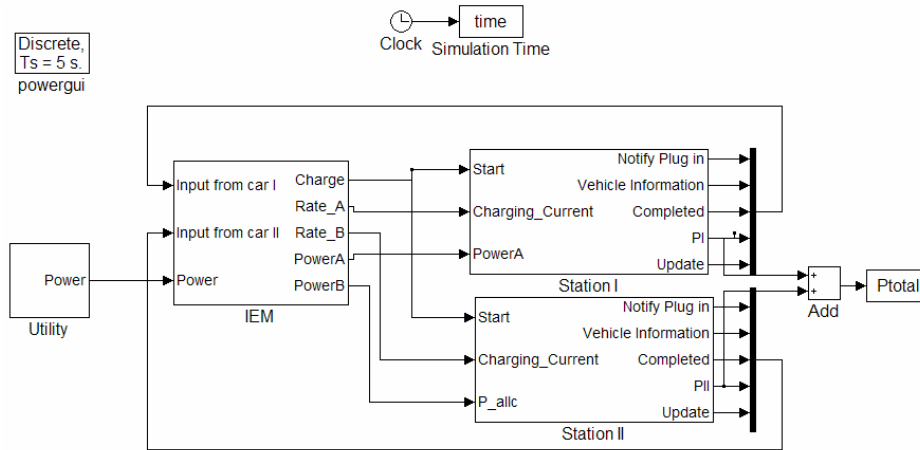 time
Clock
Simulation Time
Discrete,
Ts = 5 s.
powergui
Input from car I
Input from car II
Power
Charge
Rate_A
Rate_B
PowerA
PowerB
IEM
Power
Utility
Start
Charging_Current
PowerA
Notify Plug in
Vehicle Information
Completed
PI
Update
Station I
Start
Charging_Current
P_allc
Notify Plug in
Vehicle Information
Completed
PII
Update
Station II
+
+
Add
Ptotal